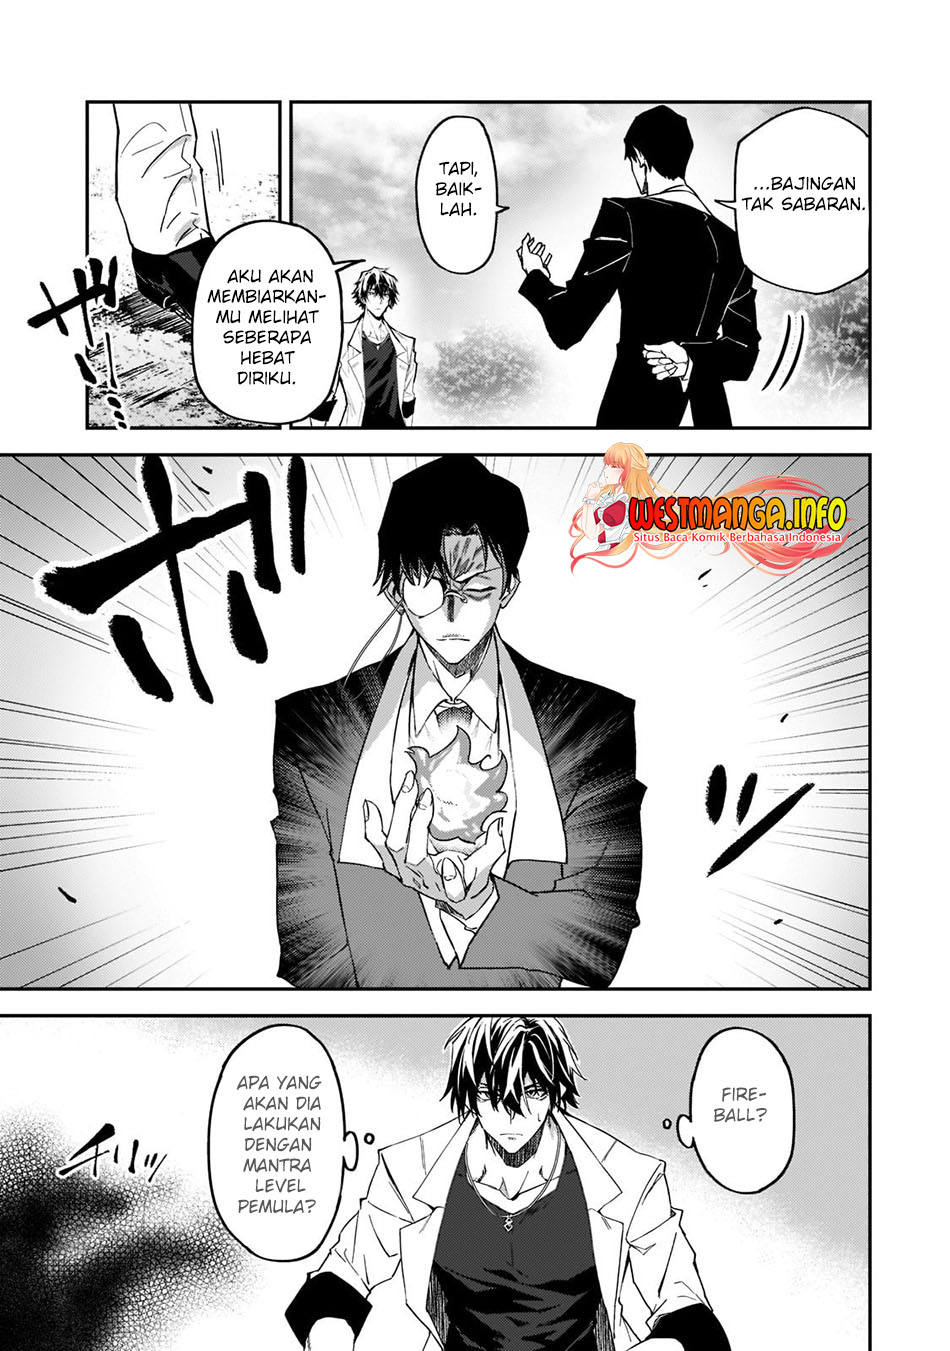 ...BAJINGAN
TAK SABARAN.
TAPI,
BAIK-
LAH.
AKU AKAN
MEMBIARKAN-
MU MELIHAT
SEBERAPA
HEBAT
DIRIKU.
ザッ
WESTMANGA.INFO
Situs Baca Komik Berbahasa Indonesia
ボッ
FIRE-
BALL?
APA YANG
AKAN DIA
LAKUKAN
DENGAN
MANTRA
LEVEL
PEMULA?
チリッ